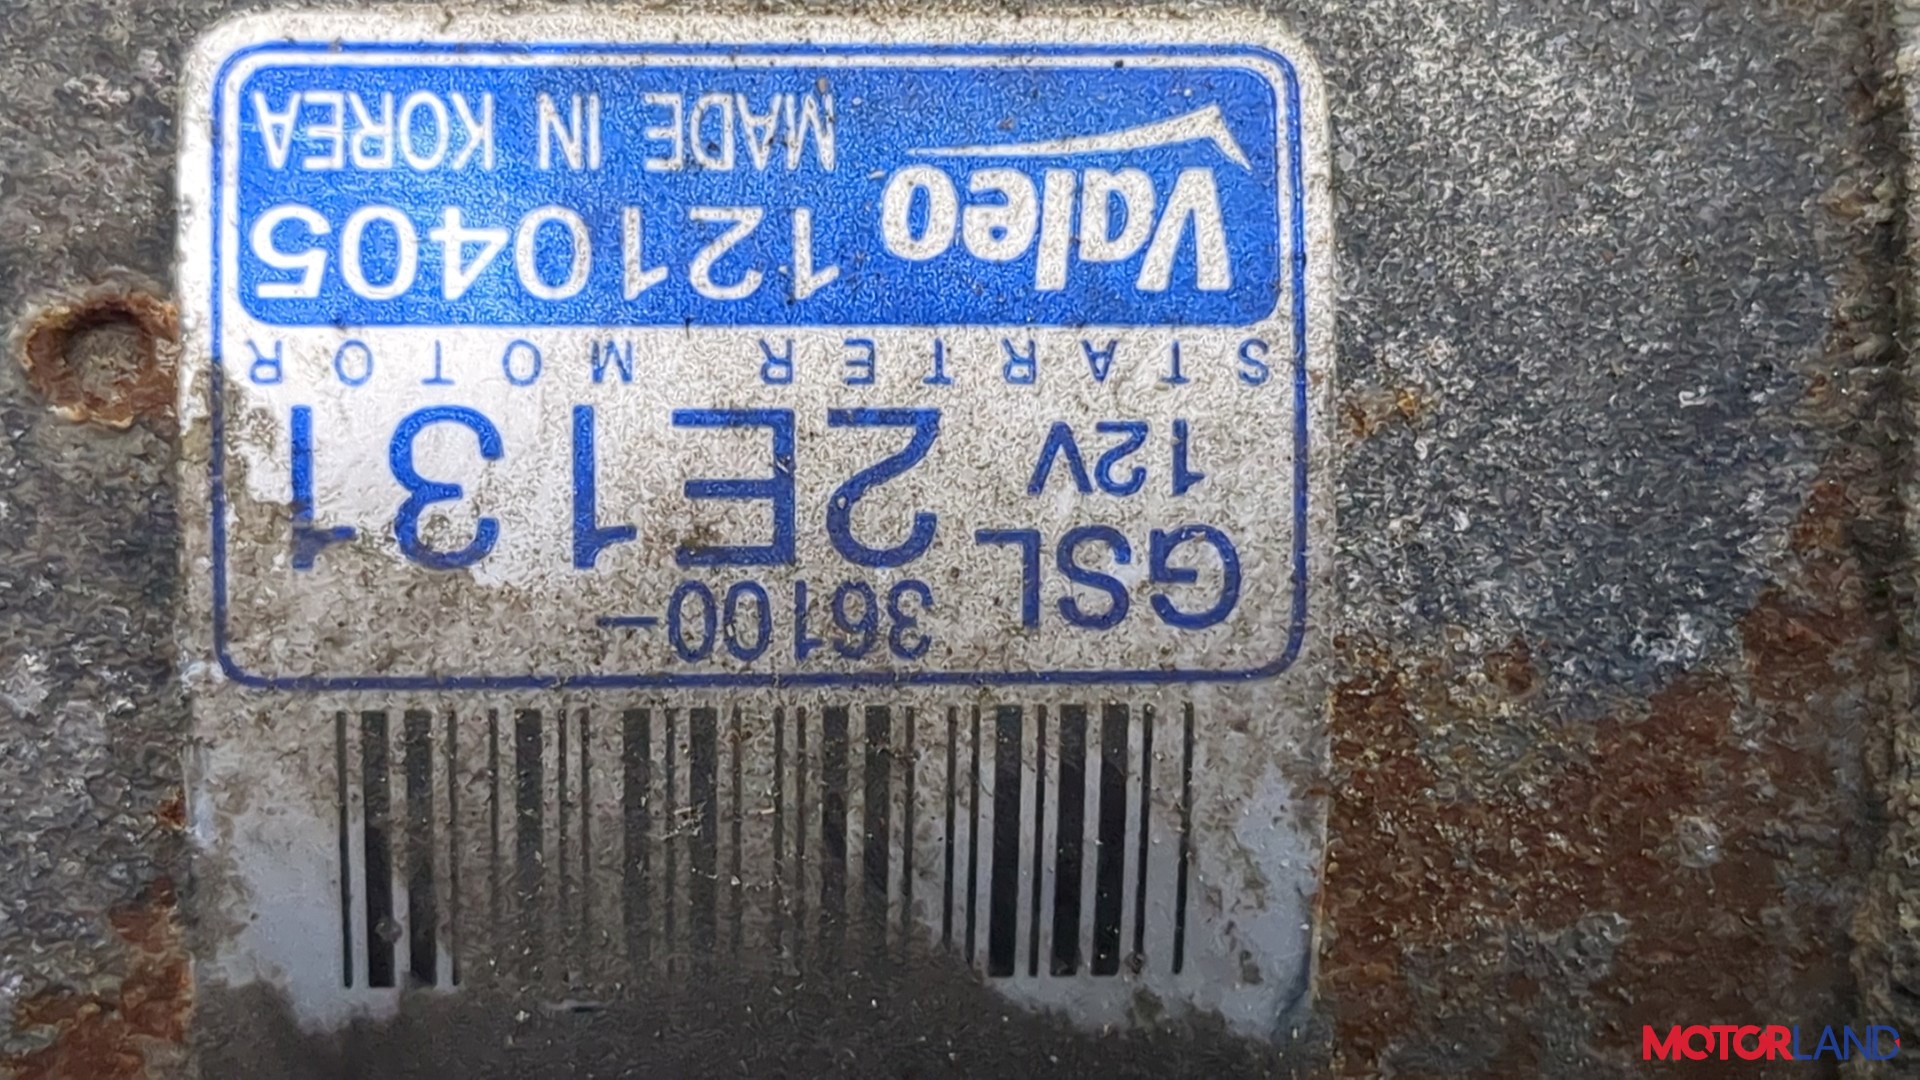 GSL 36100-
12V 2E131
STARTER MOTOR
Valeo 1210405
MADE IN KOREA
MOTORLAND